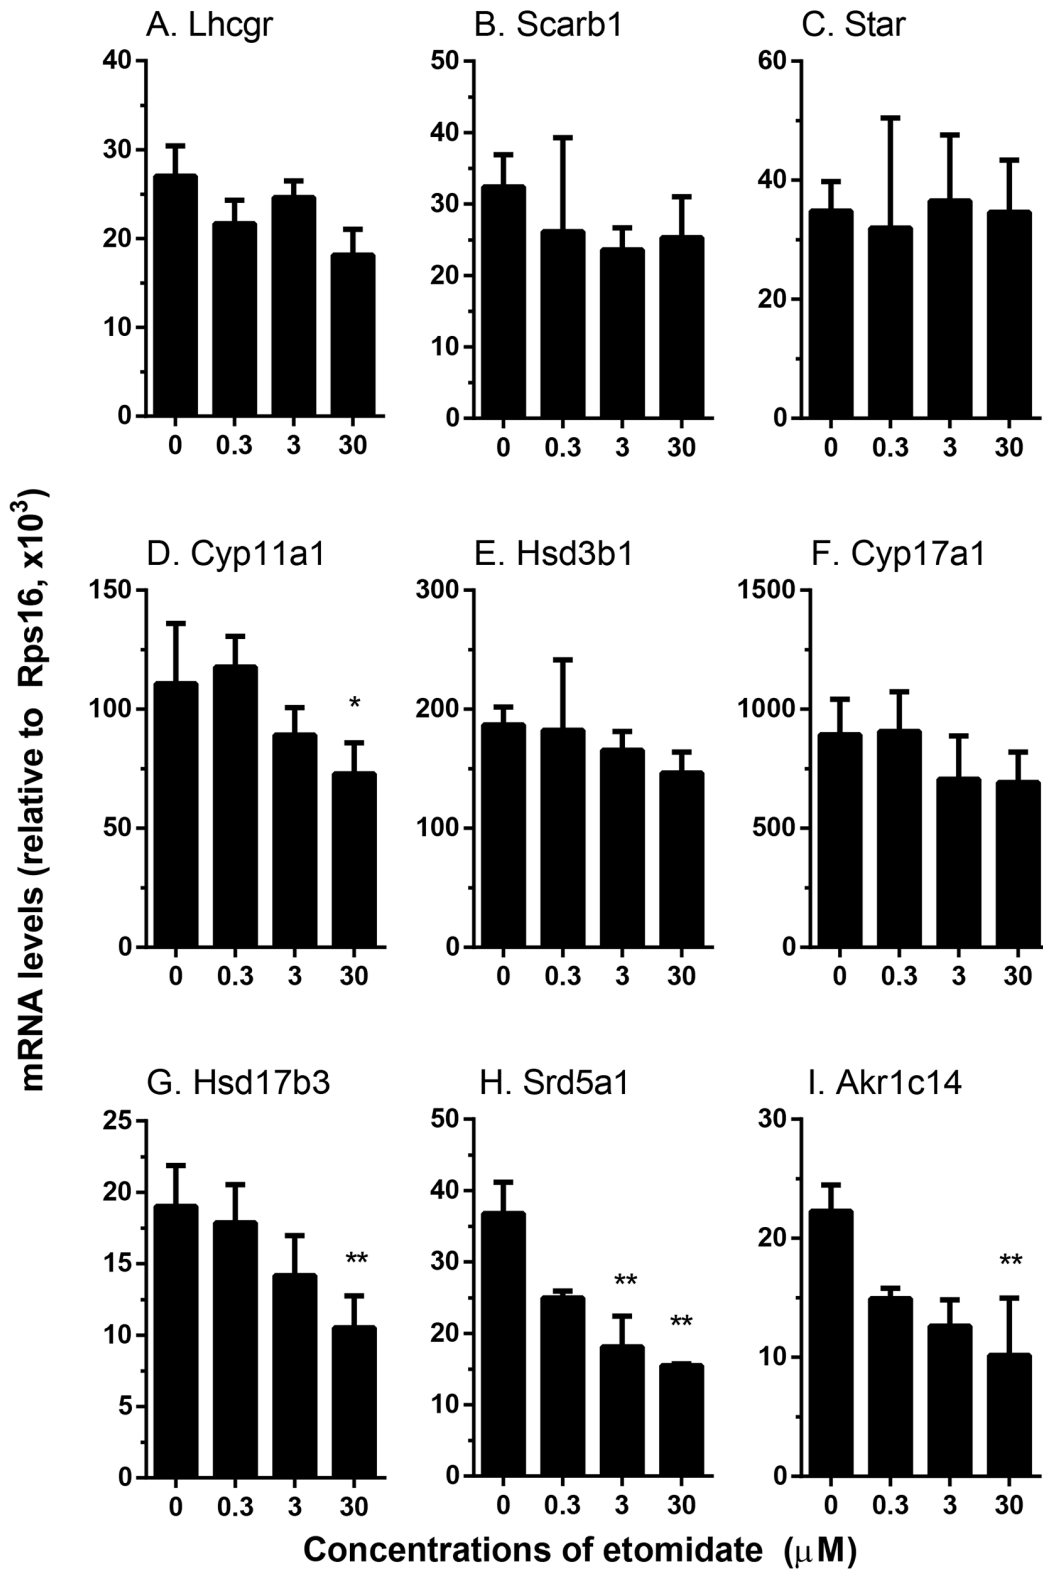 A. Lhcgr
B. Scarb1
C. Star
40
30
20
10
0
0 0.3 3 30
50
40
30
20
10
0
0 0.3 3 30
60
40
20
0
0 0.3 3 30
mRNA levels (relative to Rps16, x10³)
D. Cyp11a1
E. Hsd3b1
F. Cyp17a1
150
100
50
0
*
0 0.3 3 30
300
200
100
0
0 0.3 3 30
1500
1000
500
0
0 0.3 3 30
G. Hsd17b3
H. Srd5a1
I. Akr1c14
25
20
15
10
5
0
**
0 0.3 3 30
50
40
30
20
10
0
**
**
0 0.3 3 30
30
20
10
0
**
0 0.3 3 30
Concentrations of etomidate (μM)